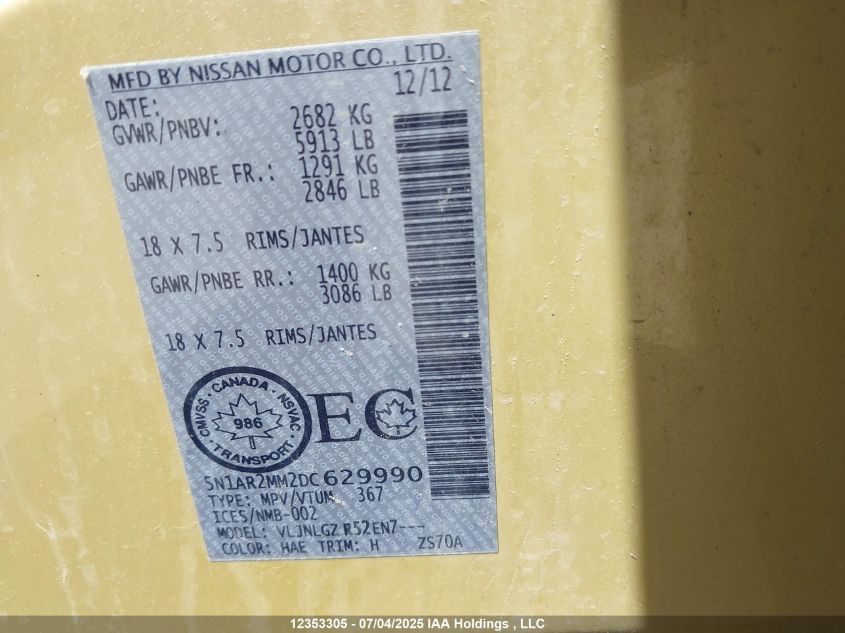 MFD BY NISSAN MOTOR CO., LTD.
DATE: 12/12
GVWR/PNBV: 2682 KG
5913 LB
GAWR/PNBE FR.: 1291 KG
2846 LB
18 X 7.5 RIMS/JANTES
GAWR/PNBE RR.: 1400 KG
3086 LB
18 X 7.5 RIMS/JANTES
CANADA
CMVSS NSVAC
986
TRANSPORT
EC
5N1AR2MM2DC629990
TYPE: MPV/VTUM 367
ICES/NMB-002
MODEL: VLJNLGZ R52EN7---
COLOR: HAE TRIM: H ZS70A
12353305 - 07/04/2025 IAA Holdings , LLC